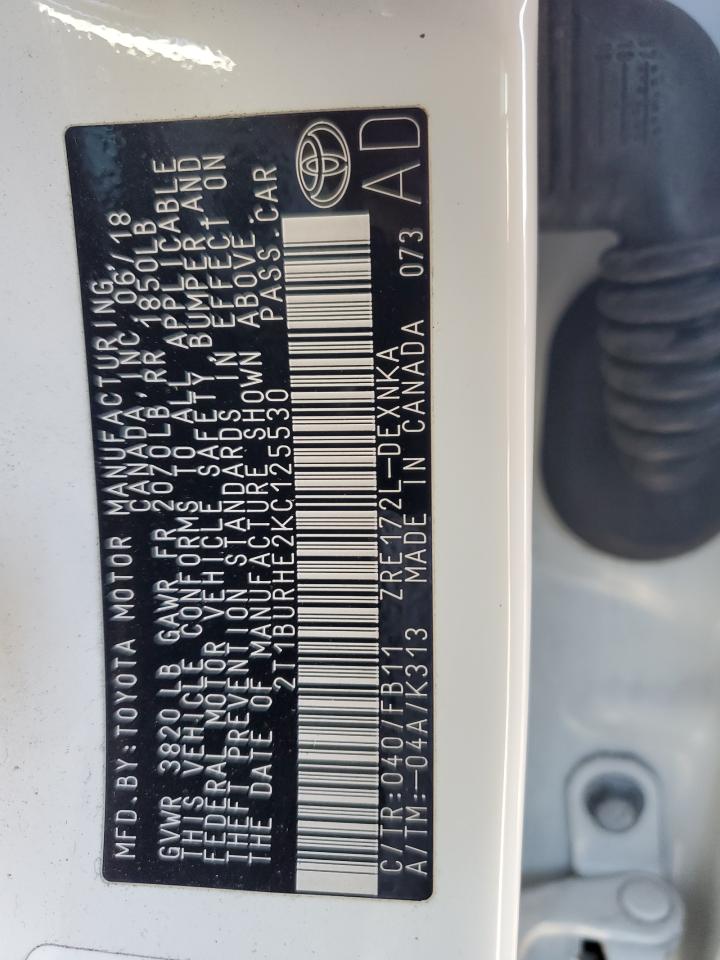 MFD.BY:TOYOTA MOTOR MANUFACTURING
CANADA, INC 06/18
GVWR 3820 LB GAWR FR 2070LB,RR 1850LB
THIS VEHICLE CONFORMS TO ALL APPLICABLE
FEDERAL MOTOR VEHICLE SAFETY BUMPER AND
THEFT PREVENTION STANDARDS IN EFFECT ON
THE DATE OF MANUFACTURE SHOWN ABOVE.
2T1BURHE2KC125530 PASS.CAR
C/TR:040/FB11 ZRE172L-DEXNKA
A/TM:-04A/K313 MADE IN CANADA 073 AD